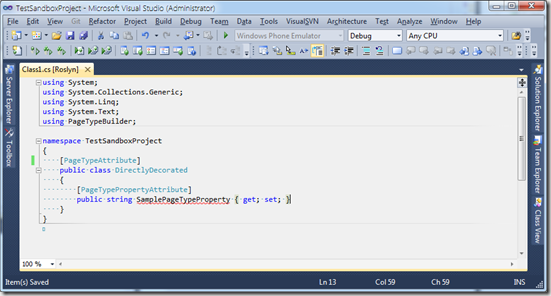 TestSandboxProject - Microsoft Visual Studio (Administrator)
File Edit View VisualHG Git Refactor Project Build Debug Team Data Tools VisualSVN Architecture Test Analyze Window Help
Windows Phone Emulator Debug Any CPU
Class1.cs [Roslyn] X
Server Explorer
Toolbox
using System;
using System.Collections.Generic;
using System.Linq;
using System.Text;
using PageTypeBuilder;
namespace TestSandboxProject
{
[PageTypeAttribute]
public class DirectlyDecorated
{
[PageTypePropertyAttribute]
public string SamplePageTypeProperty { get; set; }
}
}
Solution Explorer
Team Explorer
100 %
Item(s) Saved Ln 13 Col 59 Ch 59 INS